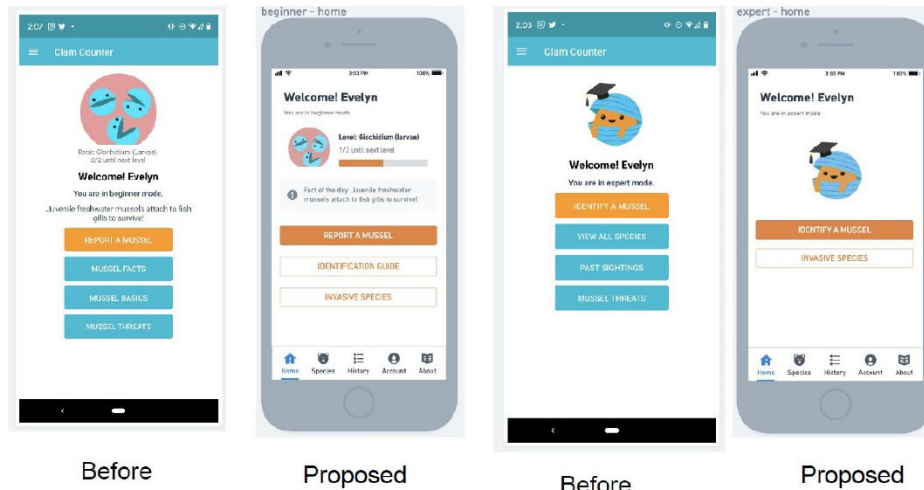 beginner - home
expert - home
2:07
Clam Counter
Rank: Glochidium (Larvae)
0/2 until next level
Welcome! Evelyn
You are in beginner mode.
Juvenile freshwater mussels attach to fish
gills to survive!
REPORT A MUSSEL
MUSSEL FACTS
MUSSEL BASICS
MUSSEL THREATS
Before
3:03 PM
100%
Welcome! Evelyn
You are in beginner mode.
Level: Glochidium (larvae)
1/2 until next level
Fact of the day: Juvenile freshwater
mussels attach to fish gills to survive!
REPORT A MUSSEL
IDENTIFICATION GUIDE
INVASIVE SPECIES
Home Species History Account About
Proposed
2:03
Clam Counter
Welcome! Evelyn
You are in expert mode.
IDENTIFY A MUSSEL
VIEW ALL SPECIES
PAST SIGHTINGS
MUSSEL THREATS
Before
3:03 PM
100%
Welcome! Evelyn
You are in expert mode.
IDENTIFY A MUSSEL
INVASIVE SPECIES
Home Species History Account About
Proposed